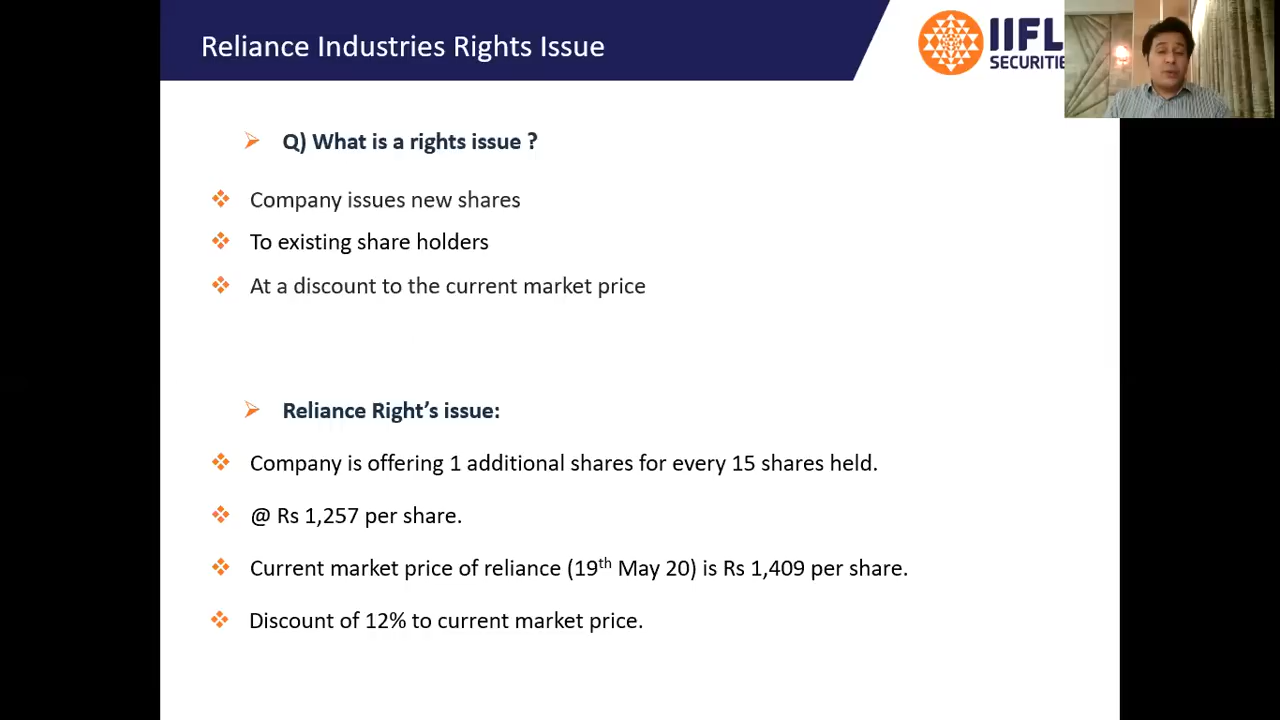 Reliance Industries Rights Issue
IIFL
SECURITIE
Q) What is a rights issue ?
Company issues new shares
To existing share holders
At a discount to the current market price
Reliance Right’s issue:
Company is offering 1 additional shares for every 15 shares held.
@ Rs 1,257 per share.
Current market price of reliance (19th May 20) is Rs 1,409 per share.
Discount of 12% to current market price.